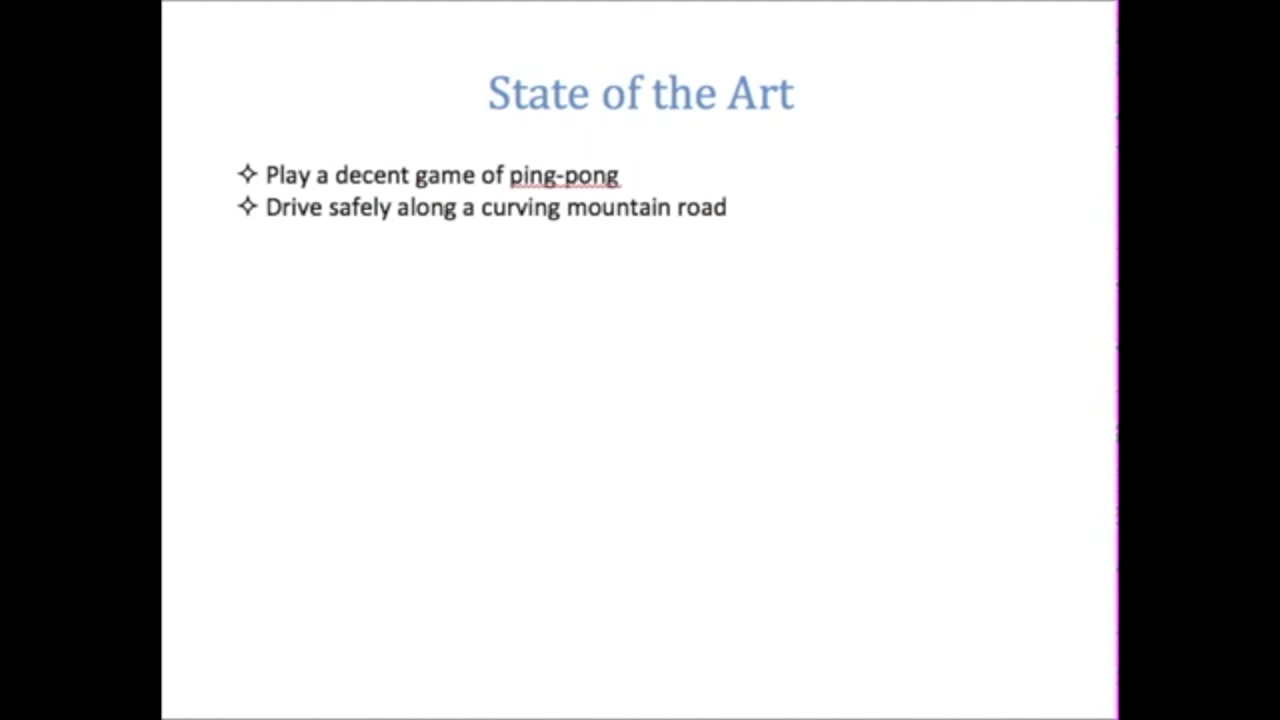 State of the Art
✧ Play a decent game of ping-pong
✧ Drive safely along a curving mountain road